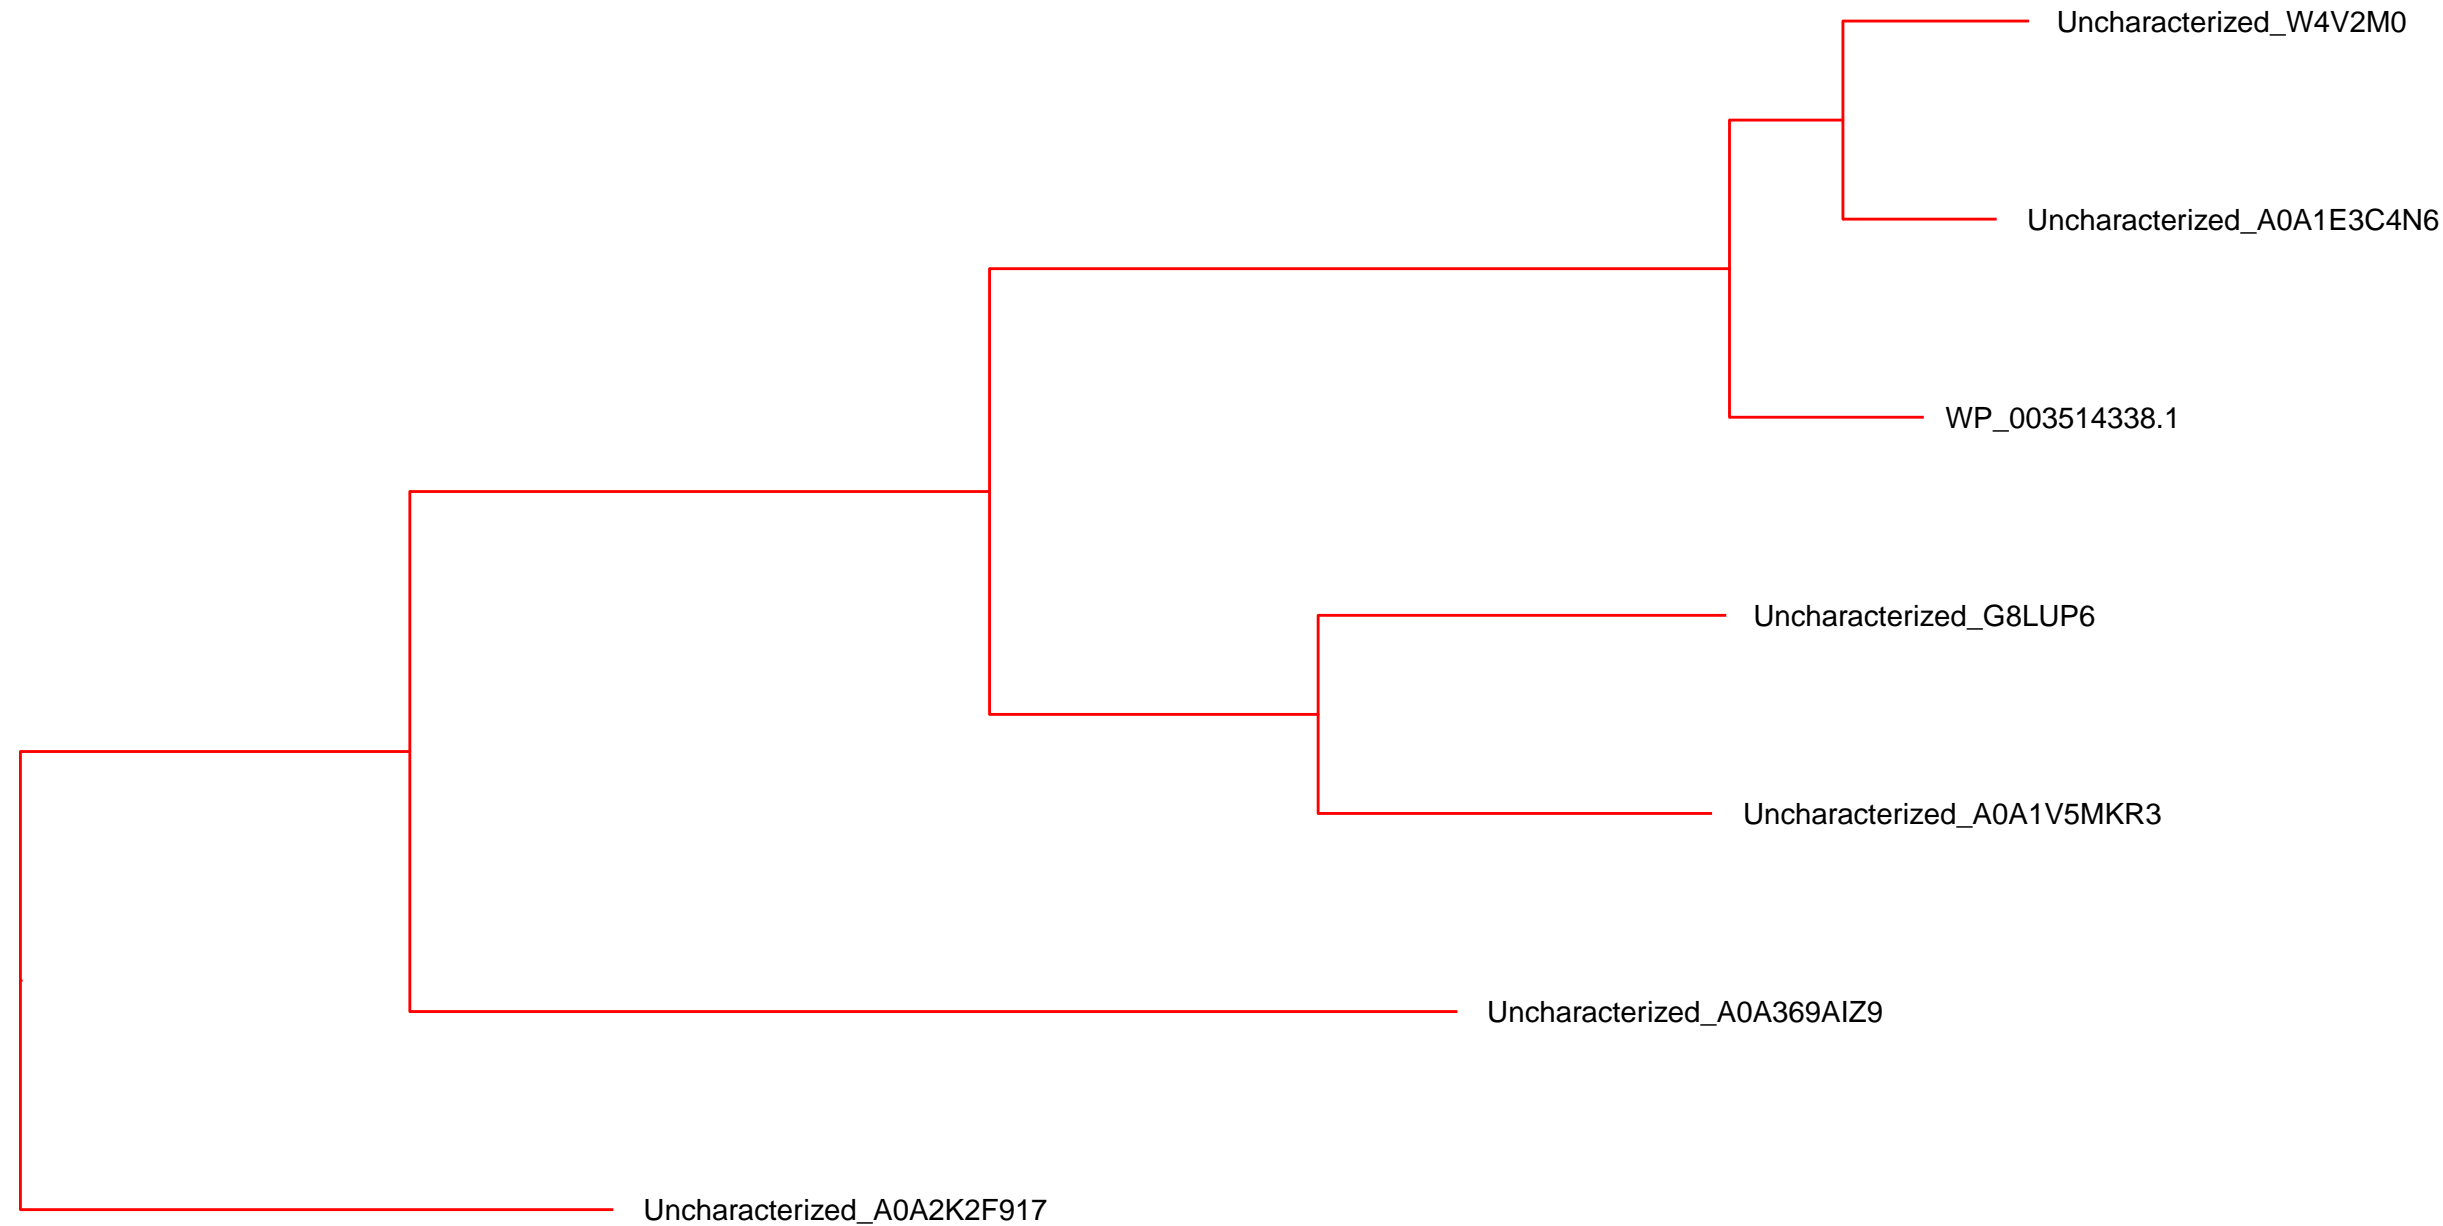 Uncharacterized_W4V2M0
Uncharacterized_A0A1E3C4N6
WP_003514338.1
Uncharacterized_G8LUP6
Uncharacterized_A0A1V5MKR3
Uncharacterized_A0A369AIZ9
Uncharacterized_A0A2K2F917